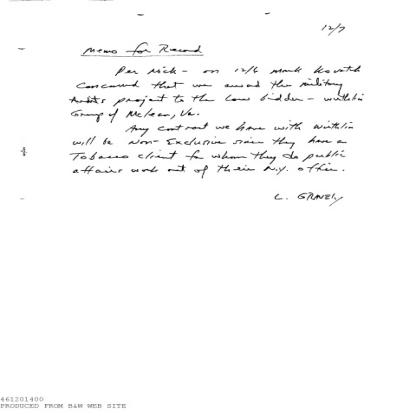 12/7
Memo for Record
Per Rick - on 12/6 Mark Kovatch
concurred that we award the military
project to the low bidder - Wirthlin
Group of McLean, Va.
Any contract we have with Wirthlin
will be non-exclusive since they have a
Tobacco client for whom they do public
affairs work out of their N.Y. office.
L. GRAVELY
461201400
PRODUCED FROM B&W WEB SITE